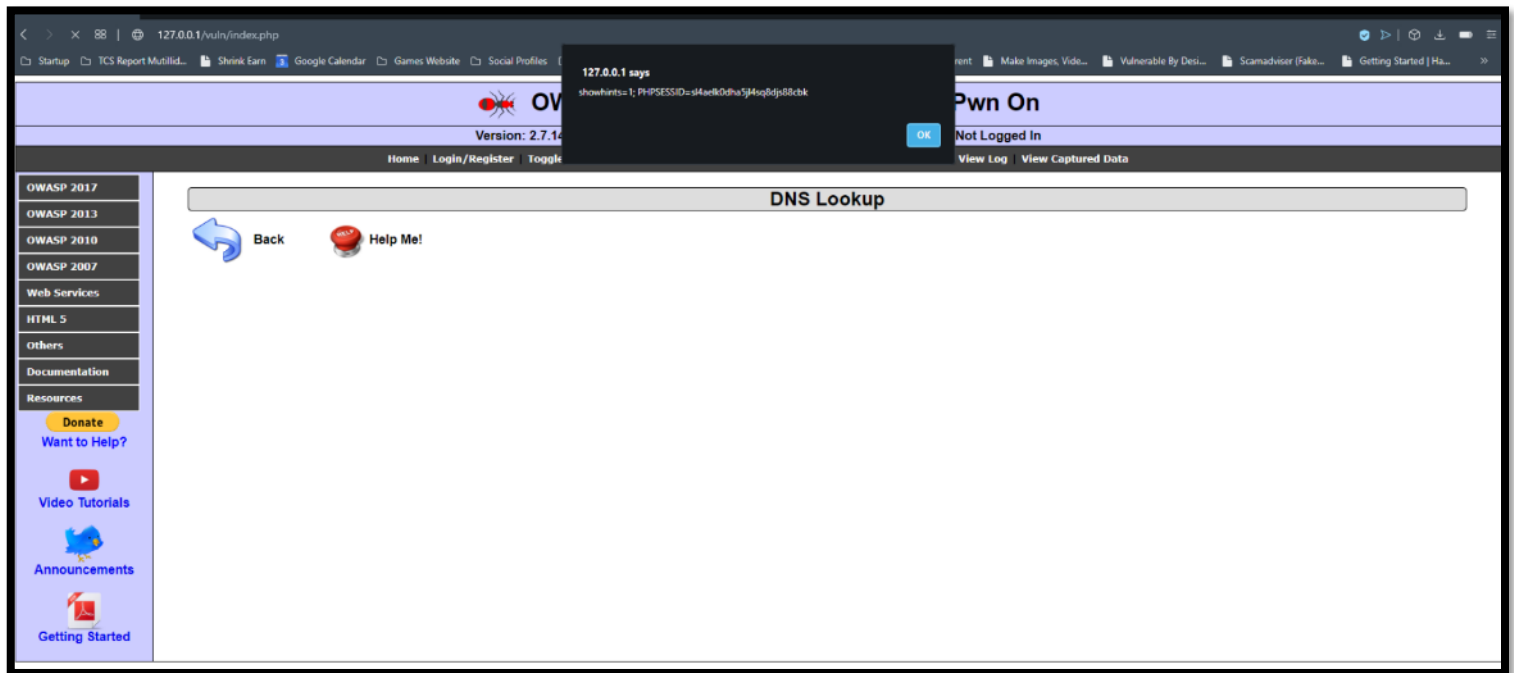 127.0.0.1/vuln/index.php
Startup TCS Report Mutillid... Shrink Earn Google Calendar Games Website Social Profiles Make Images, Vide... Vulnerable By Desi... Scamadviser (Fake... Getting Started | Ha... »
127.0.0.1 says
showhints=1; PHPSESSID=sl4aelk0dha5jl4sq8djs88cbk
OK
OW Pwn On
Version: 2.7.14 Not Logged In
Home Login/Register Toggle View Log View Captured Data
OWASP 2017
OWASP 2013
OWASP 2010
OWASP 2007
Web Services
HTML 5
Others
Documentation
Resources
Donate
Want to Help?
Video Tutorials
Announcements
Getting Started
DNS Lookup
Back
HELP
Help Me!